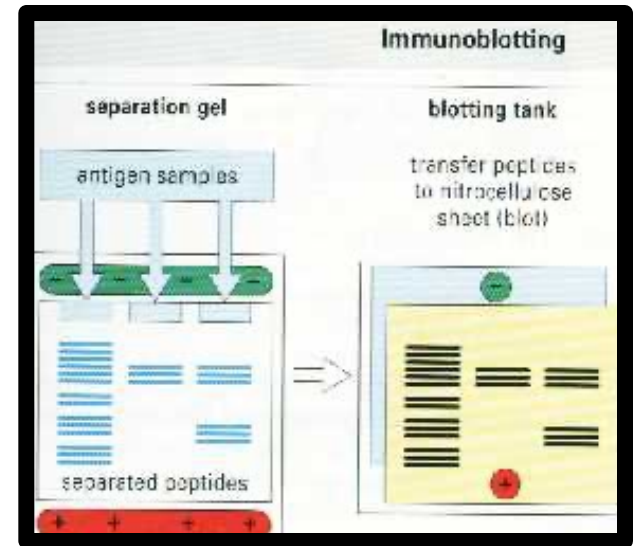 Immunoblotting
separation gel
antigen samples
separated peptides
blotting tank
transfer peptides
to nitrocellulose
sheet (blot)
− − − −
+ + + +
−
+